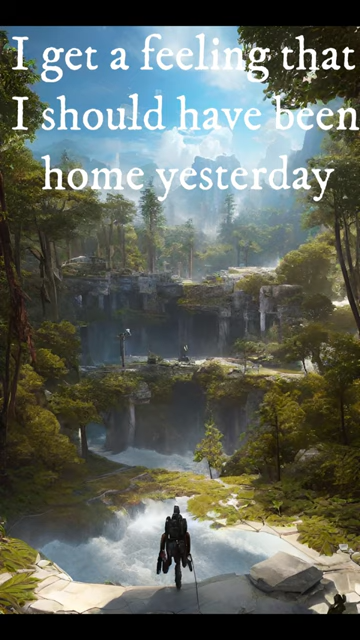 I get a feeling that
I should have been
home yesterday